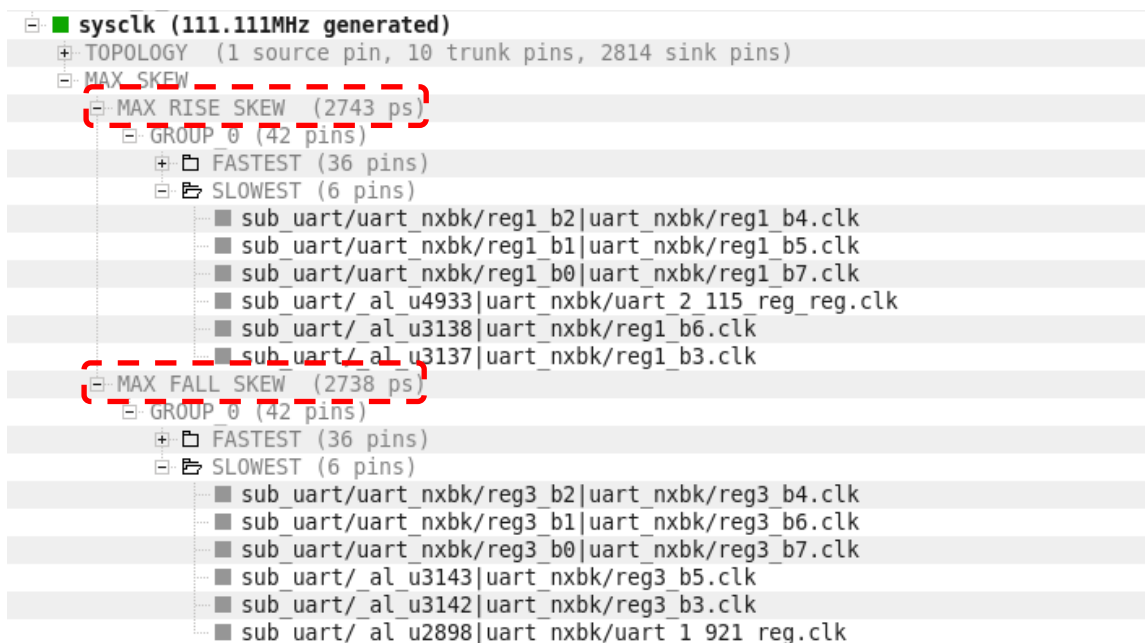 sysclk (111.111MHz generated)
TOPOLOGY (1 source pin, 10 trunk pins, 2814 sink pins)
MAX SKEW
MAX RISE SKEW (2743 ps)
GROUP_0 (42 pins)
FASTEST (36 pins)
SLOWEST (6 pins)
sub_uart/uart_nxbk/reg1_b2|uart_nxbk/reg1_b4.clk
sub_uart/uart_nxbk/reg1_b1|uart_nxbk/reg1_b5.clk
sub_uart/uart_nxbk/reg1_b0|uart_nxbk/reg1_b7.clk
sub_uart/_al_u4933|uart_nxbk/uart_2_115_reg_reg.clk
sub_uart/_al_u3138|uart_nxbk/reg1_b6.clk
sub_uart/_al_u3137|uart_nxbk/reg1_b3.clk
MAX FALL SKEW (2738 ps)
GROUP_0 (42 pins)
FASTEST (36 pins)
SLOWEST (6 pins)
sub_uart/uart_nxbk/reg3_b2|uart_nxbk/reg3_b4.clk
sub_uart/uart_nxbk/reg3_b1|uart_nxbk/reg3_b6.clk
sub_uart/uart_nxbk/reg3_b0|uart_nxbk/reg3_b7.clk
sub_uart/_al_u3143|uart_nxbk/reg3_b5.clk
sub_uart/_al_u3142|uart_nxbk/reg3_b3.clk
sub_uart/_al_u2898|uart_nxbk/uart_1_921_reg.clk